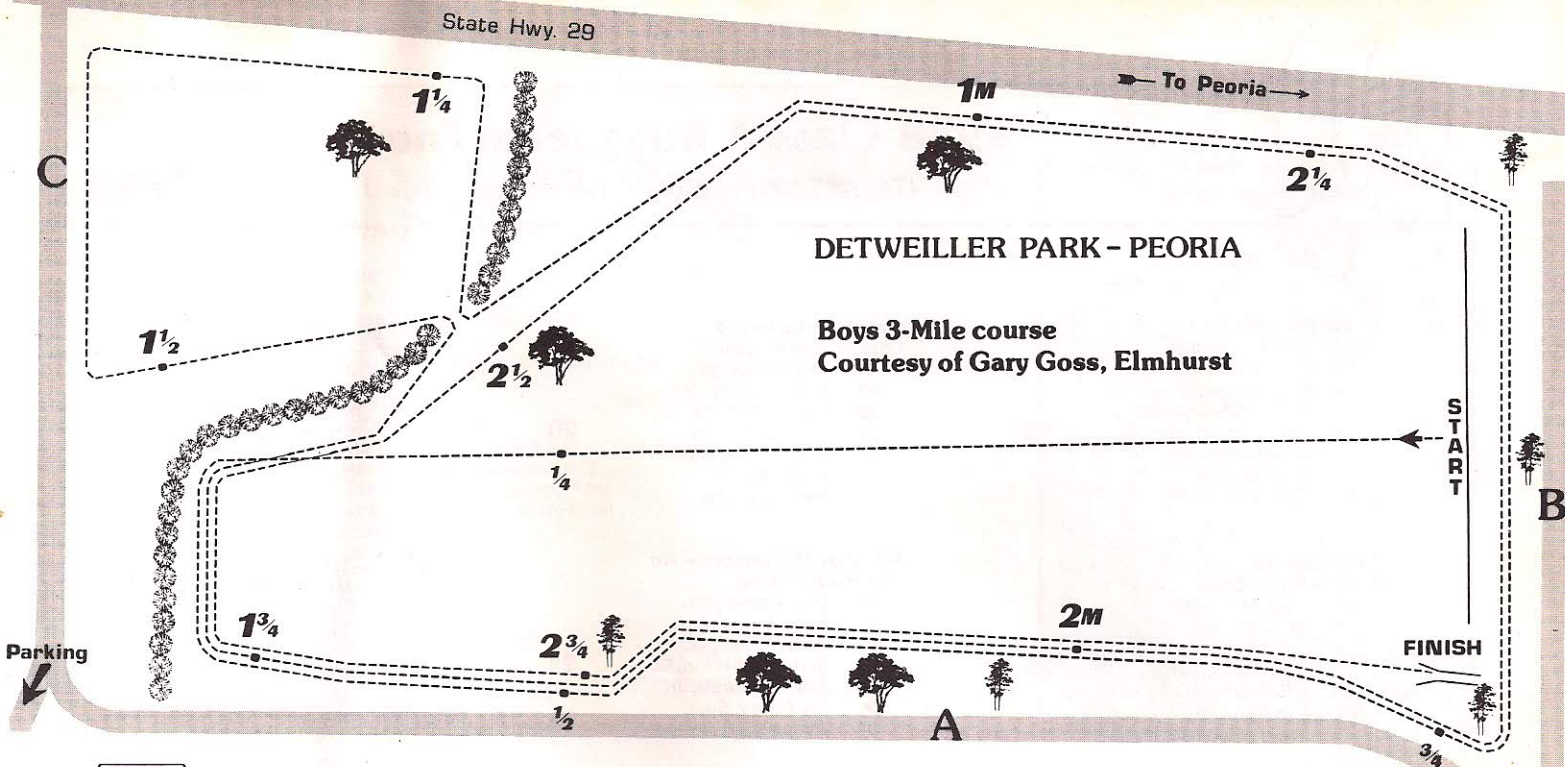 State Hwy. 29
To Peoria
1M
1¼
C
2¼
DETWEILLER PARK – PEORIA
Boys 3-Mile course
Courtesy of Gary Goss, Elmhurst
1½
2½
START
¼
B
1¾
2¾
2M
FINISH
Parking
½
A
¾